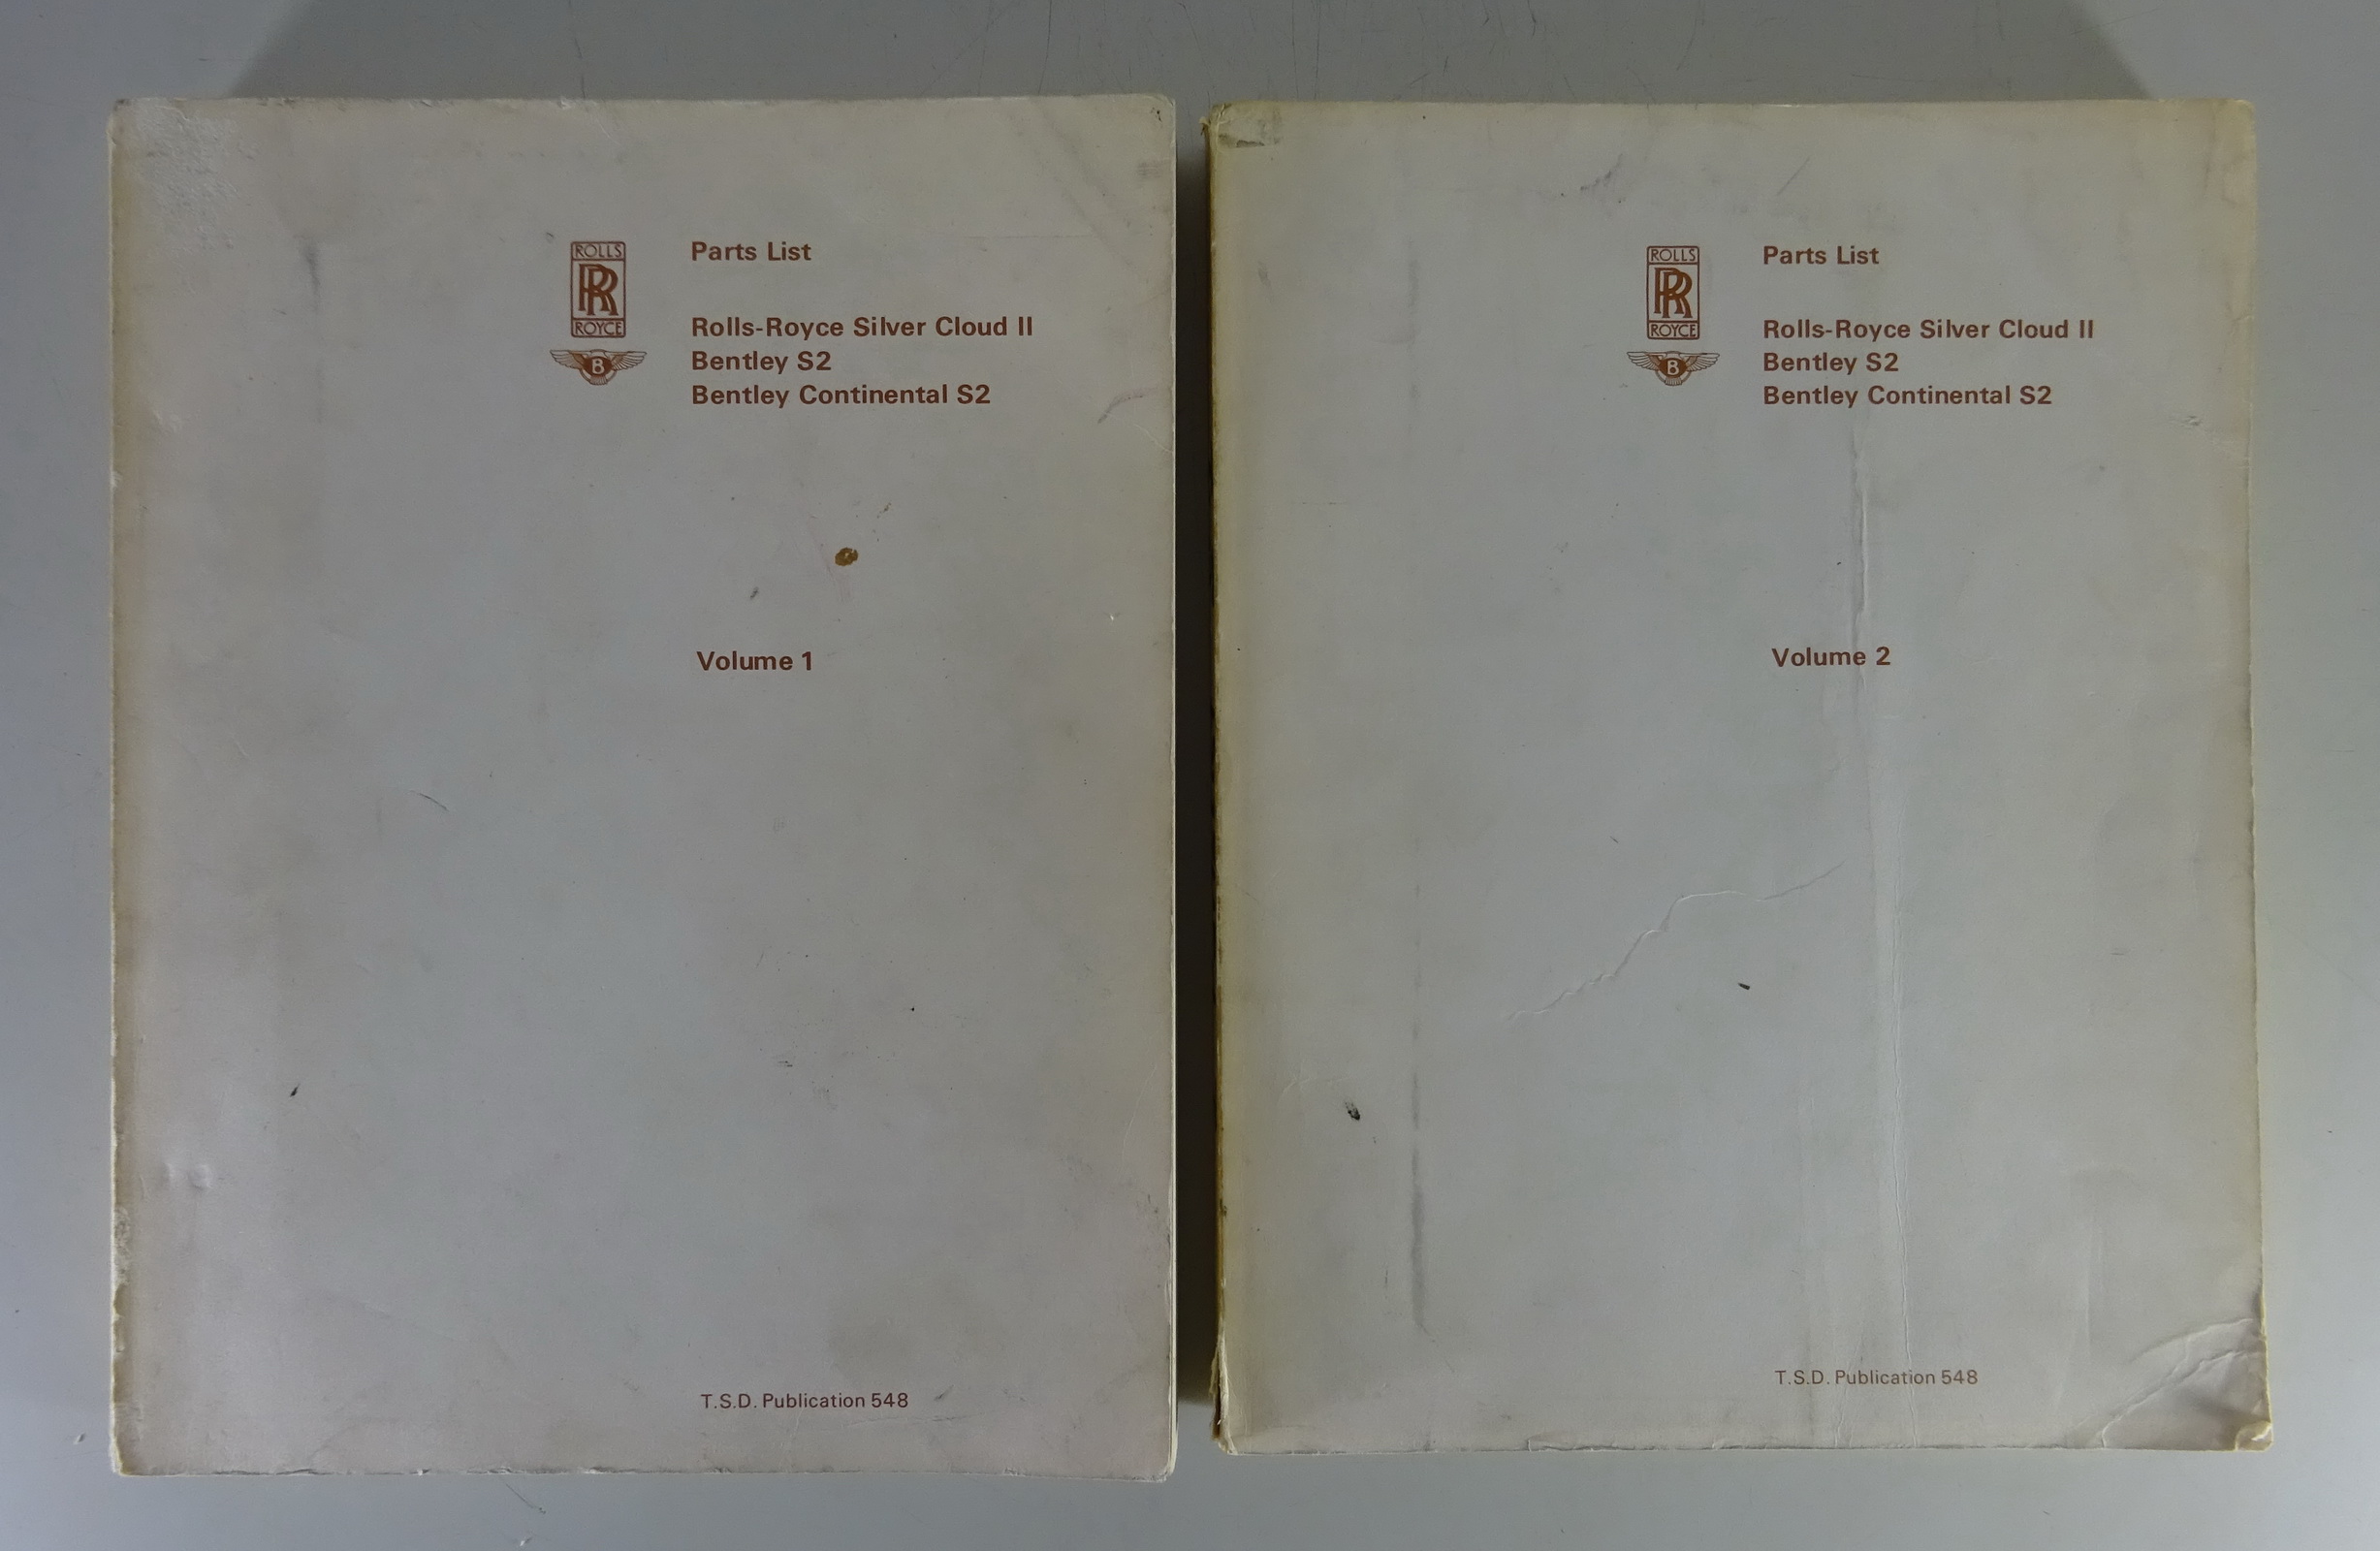 ROLLS
RR
ROYCE
B
Parts List
Rolls-Royce Silver Cloud II
Bentley S2
Bentley Continental S2
Volume 1
T.S.D. Publication 548
ROLLS
RR
ROYCE
B
Parts List
Rolls-Royce Silver Cloud II
Bentley S2
Bentley Continental S2
Volume 2
T.S.D. Publication 548